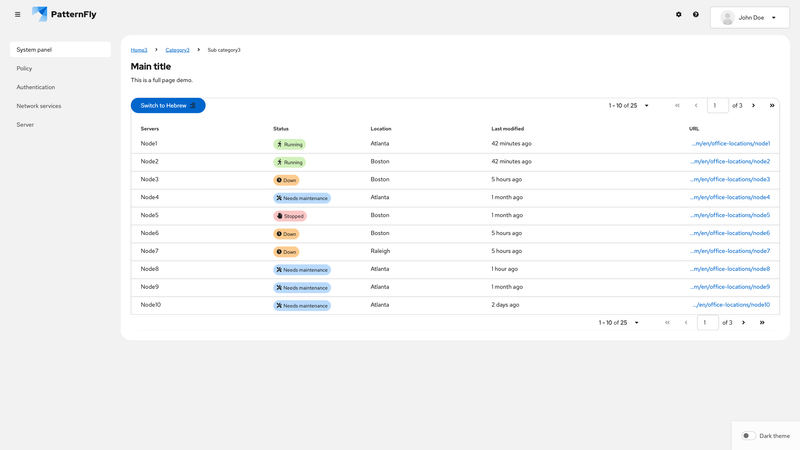 PatternFly
John Doe
System panel
Policy
Authentication
Network services
Server
Home3 Category3 Sub category3
Main title
This is a full page demo.
Switch to Hebrew
1 - 10 of 25 1 of 3
Servers Status Location Last modified URL
Node1 Running Atlanta 42 minutes ago ...m/en/office-locations/node1
Node2 Running Boston 42 minutes ago ...m/en/office-locations/node2
Node3 Down Boston 5 hours ago ...m/en/office-locations/node3
Node4 Needs maintenance Atlanta 1 month ago ...m/en/office-locations/node4
Node5 Stopped Boston 1 month ago ...m/en/office-locations/node5
Node6 Down Boston 5 hours ago ...m/en/office-locations/node6
Node7 Down Raleigh 5 hours ago ...m/en/office-locations/node7
Node8 Needs maintenance Atlanta 1 hour ago ...m/en/office-locations/node8
Node9 Needs maintenance Atlanta 1 month ago ...m/en/office-locations/node9
Node10 Needs maintenance Atlanta 2 days ago .../en/office-locations/node10
1 - 10 of 25 1 of 3
Dark theme